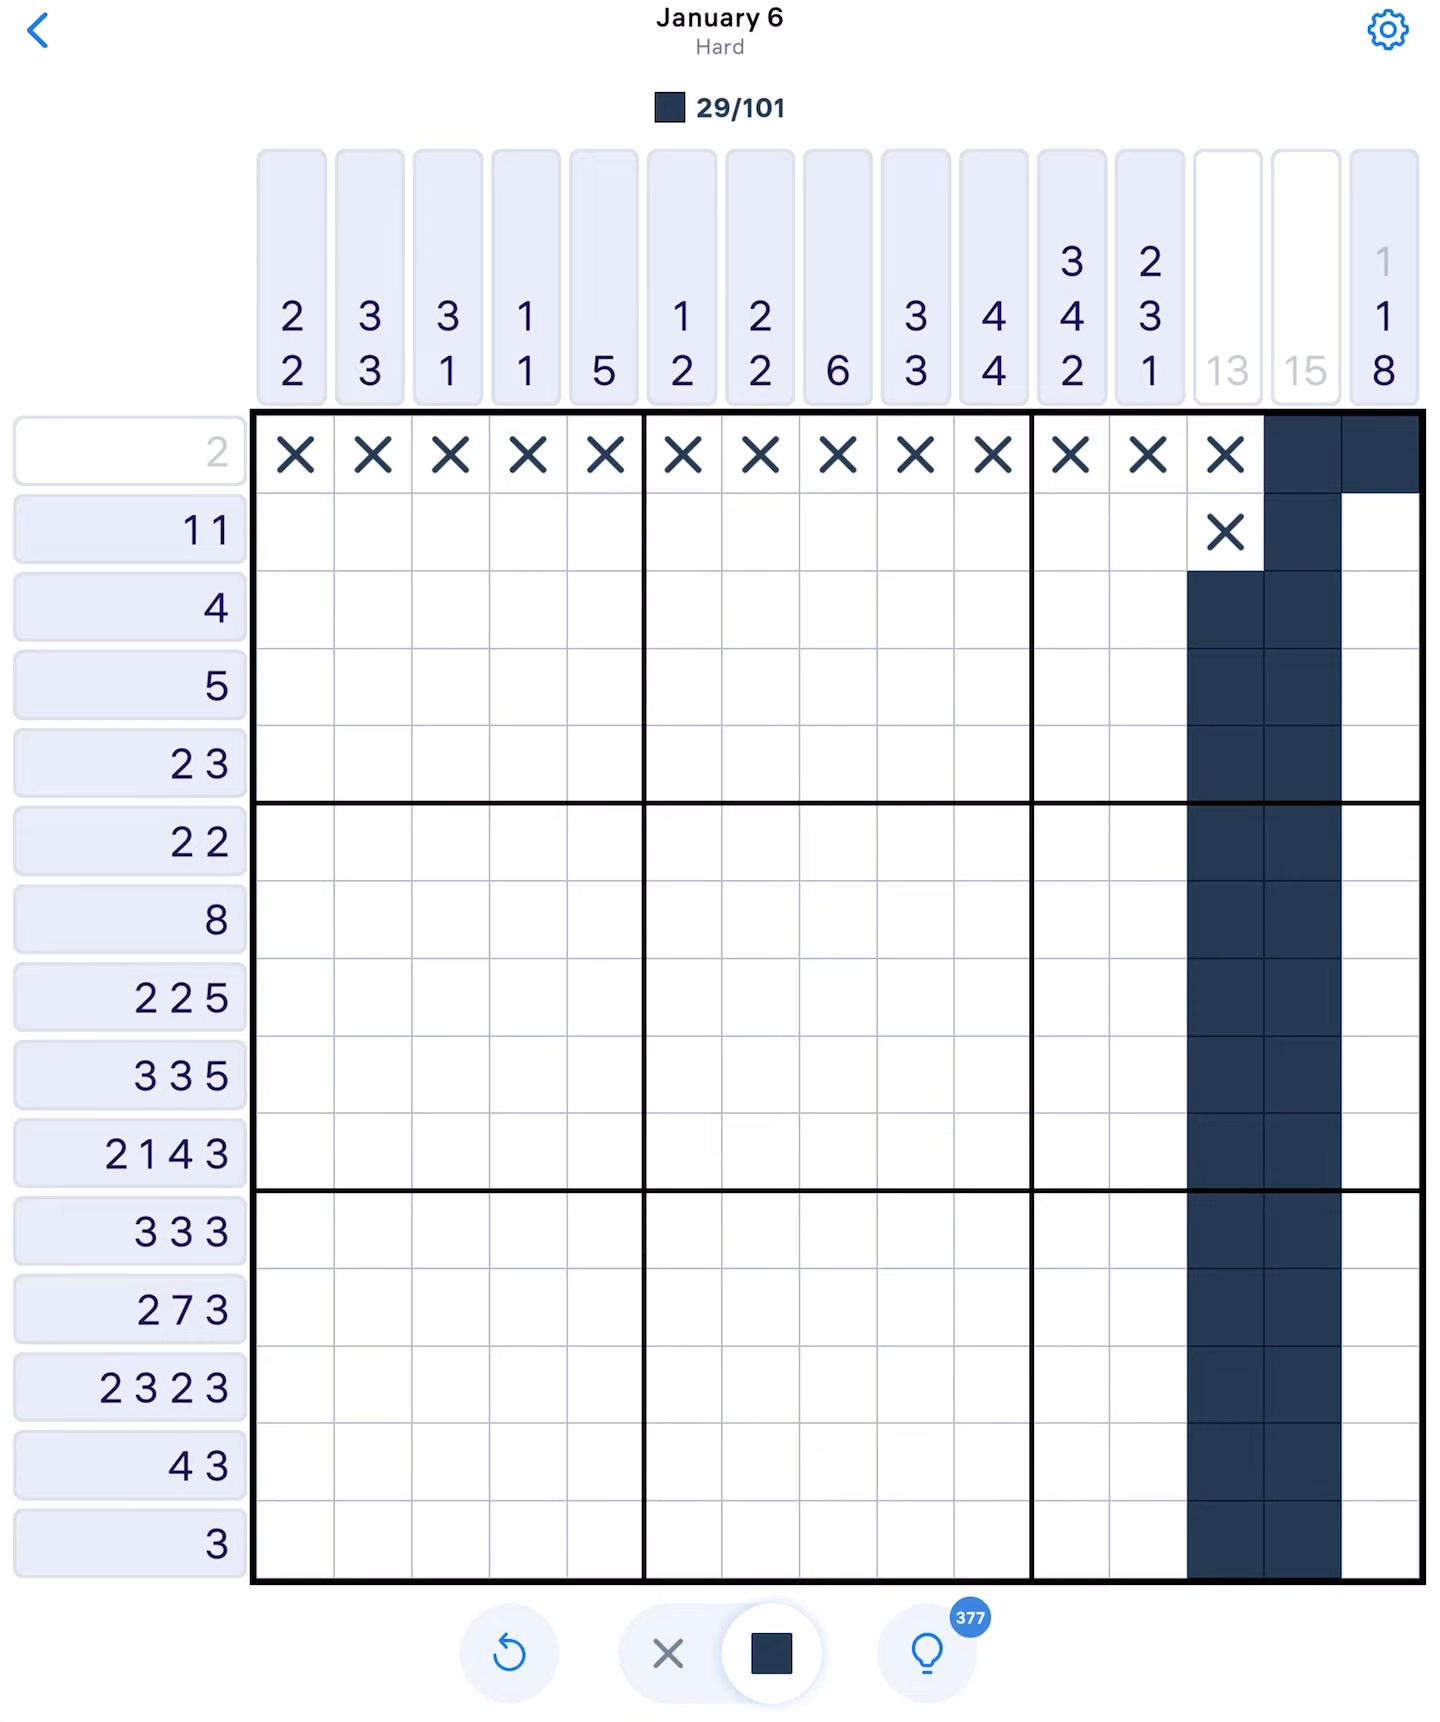 January 6
Hard
29/101
3 2 1
2 3 3 1 1 2 3 4 4 3 1
2 3 1 1 5 2 2 6 3 4 2 1 13 15 8
2
1 1
4
5
2 3
2 2
8
2 2 5
3 3 5
2 1 4 3
3 3 3
2 7 3
2 3 2 3
4 3
3
377